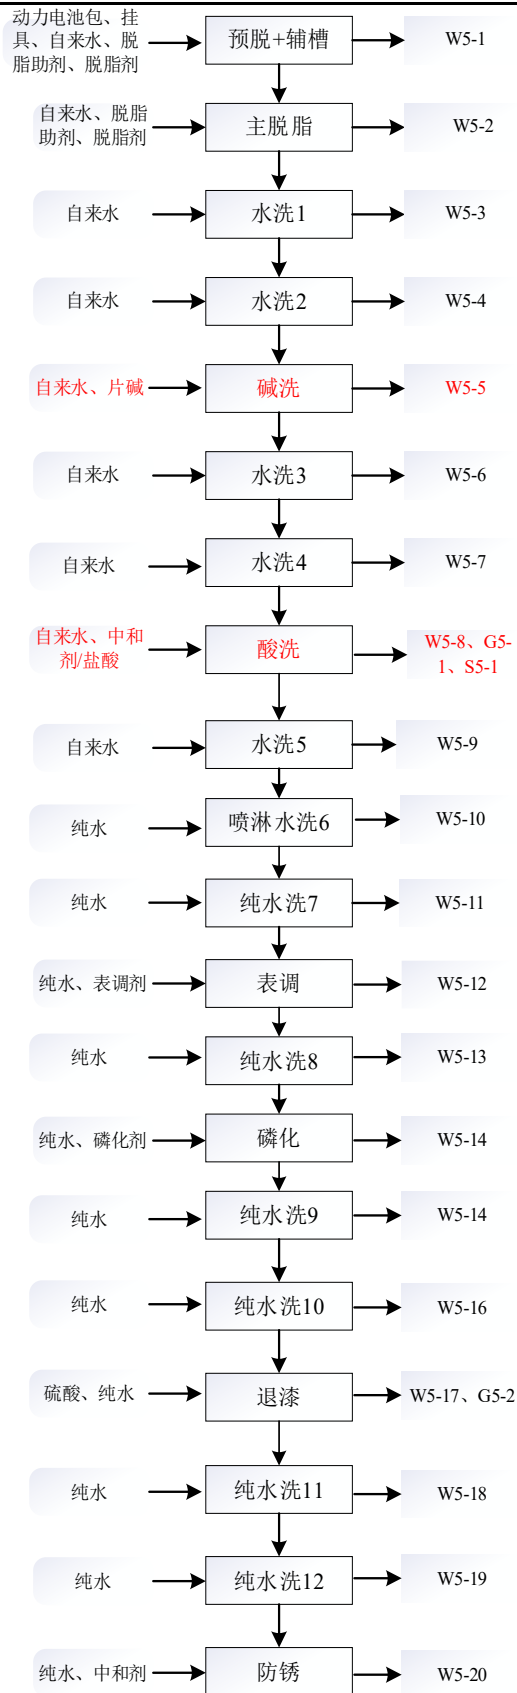 动力电池包、挂
具、自来水、脱
脂助剂、脱脂剂
预脱+辅槽
W5-1
自来水、脱脂
助剂、脱脂剂
主脱脂
W5-2
自来水
水洗1
W5-3
自来水
水洗2
W5-4
自来水、片碱
碱洗
W5-5
自来水
水洗3
W5-6
自来水
水洗4
W5-7
自来水、中和
剂/盐酸
酸洗
W5-8、G5-
1、S5-1
自来水
水洗5
W5-9
纯水
喷淋水洗6
W5-10
纯水
纯水洗7
W5-11
纯水、表调剂
表调
W5-12
纯水
纯水洗8
W5-13
纯水、磷化剂
磷化
W5-14
纯水
纯水洗9
W5-14
纯水
纯水洗10
W5-16
硫酸、纯水
退漆
W5-17、G5-2
纯水
纯水洗11
W5-18
纯水
纯水洗12
W5-19
纯水、中和剂
防锈
W5-20